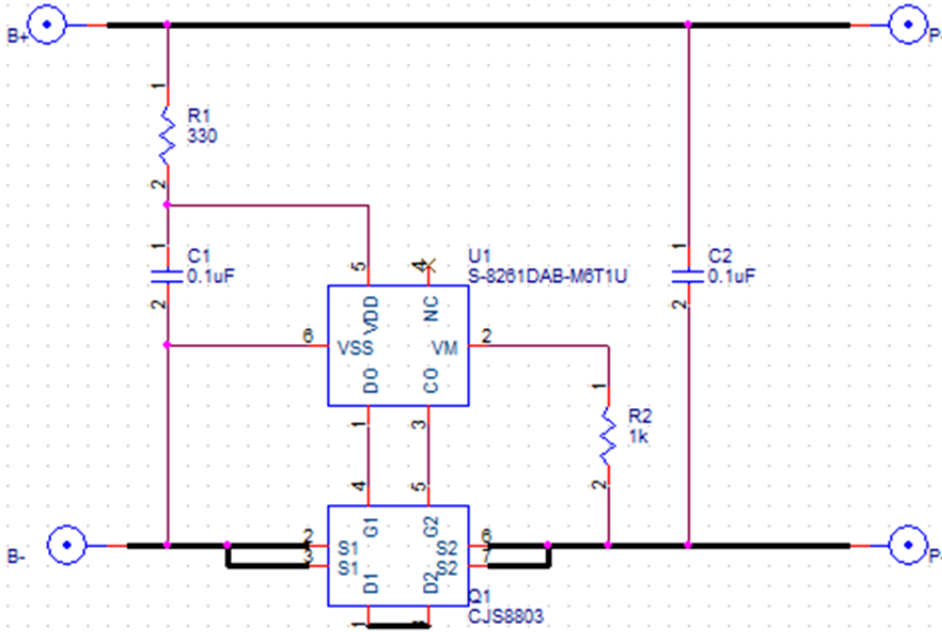 B+
P
1
R1
330
2
1
C1
0.1uF
2
5
4
U1
S-8261DAB-M6T1U
1
C2
0.1uF
2
VDD
NC
6
VSS
VM
2
DO
CO
1
3
1
R2
1k
2
4
5
G1
G2
B-
2
S1
3
S1
S2
6
S2
7
P
D1
D2
Q1
CJS8803
1